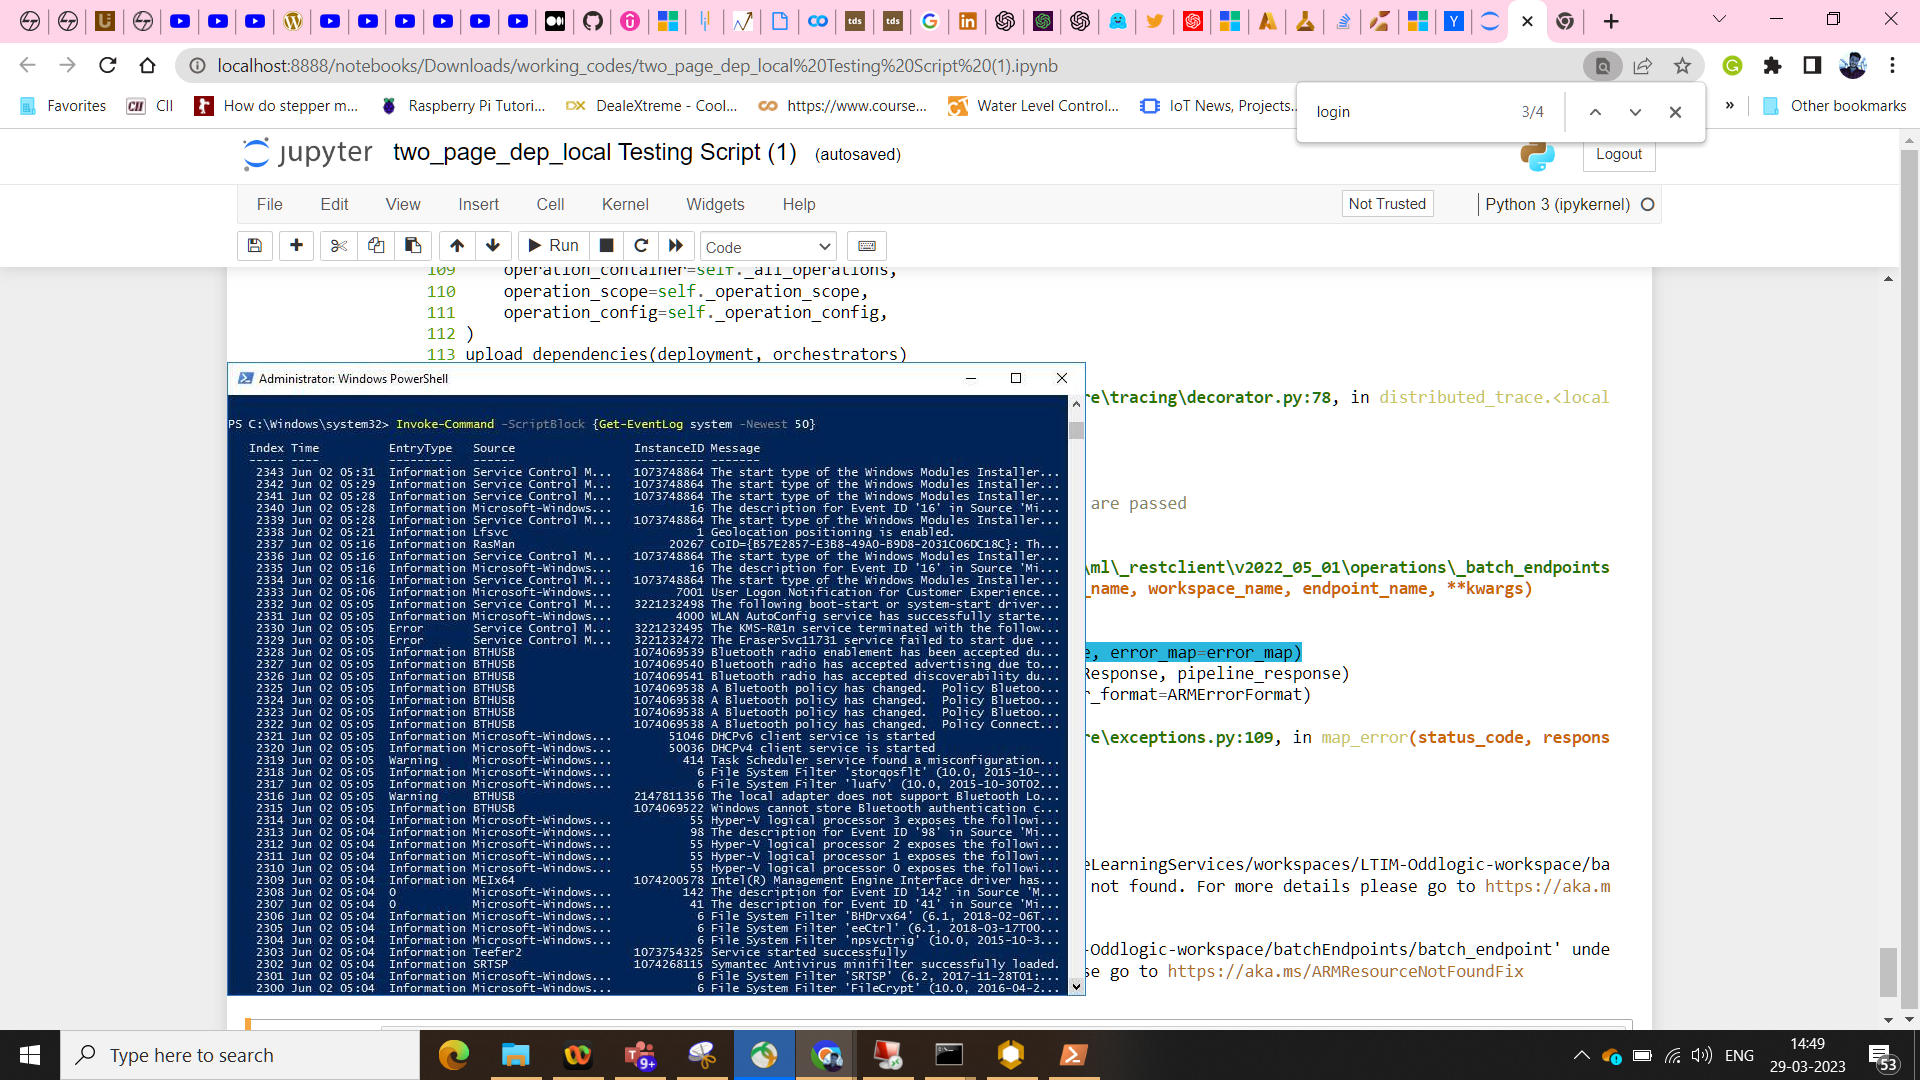 localhost:8888/notebooks/Downloads/working_codes/two_page_dep_local%20Testing%20Script%20(1).ipynb
Favorites
CII
How do stepper m...
Raspberry Pi Tutori...
DealeXtreme - Cool...
https://www.course...
Water Level Control...
IoT News, Projects...
»
Other bookmarks
login 3/4
jupyter two_page_dep_local Testing Script (1) (autosaved)
Logout
File Edit View Insert Cell Kernel Widgets Help
Not Trusted
Python 3 (ipykernel)
Run
Code
109 operation_container=self._all_operations,
110 operation_scope=self._operation_scope,
111 operation_config=self._operation_config,
112 )
113 upload_dependencies(deployment, orchestrators)
Administrator: Windows PowerShell
PS C:\Windows\system32> Invoke-Command -ScriptBlock {Get-EventLog system -Newest 50}
Index Time EntryType Source InstanceID Message
----- ---- --------- ------ ---------- -------
2343 Jun 02 05:31 Information Service Control M... 1073748864 The start type of the Windows Modules Installer...
2342 Jun 02 05:29 Information Service Control M... 1073748864 The start type of the Windows Modules Installer...
2341 Jun 02 05:28 Information Service Control M... 1073748864 The start type of the Windows Modules Installer...
2340 Jun 02 05:28 Information Microsoft-Windows... 16 The description for Event ID '16' in Source 'Mi...
2339 Jun 02 05:28 Information Service Control M... 1073748864 The start type of the Windows Modules Installer...
2338 Jun 02 05:21 Information Lfsvc 1 Geolocation positioning is enabled.
2337 Jun 02 05:16 Information RasMan 20267 CoID={B57E2857-E3B8-49A0-B9D8-2031C06DC18C}: Th...
2336 Jun 02 05:16 Information Service Control M... 1073748864 The start type of the Windows Modules Installer...
2335 Jun 02 05:16 Information Microsoft-Windows... 16 The description for Event ID '16' in Source 'Mi...
2334 Jun 02 05:16 Information Service Control M... 1073748864 The start type of the Windows Modules Installer...
2333 Jun 02 05:06 Information Microsoft-Windows... 7001 User Logon Notification for Customer Experience...
2332 Jun 02 05:05 Information Service Control M... 3221232498 The following boot-start or system-start driver...
2331 Jun 02 05:05 Information Microsoft-Windows... 4000 WLAN AutoConfig service has successfully starte...
2330 Jun 02 05:05 Error Service Control M... 3221232495 The KMS-R@1n service terminated with the follow...
2329 Jun 02 05:05 Error Service Control M... 3221232472 The EraserSvc11731 service failed to start due ...
2328 Jun 02 05:05 Information BTHUSB 1074069539 Bluetooth radio enablement has been accepted du...
2327 Jun 02 05:05 Information BTHUSB 1074069540 Bluetooth radio has accepted advertising due to...
2326 Jun 02 05:05 Information BTHUSB 1074069541 Bluetooth radio has accepted discoverability du...
2325 Jun 02 05:05 Information BTHUSB 1074069538 A Bluetooth policy has changed. Policy Bluetoo...
2324 Jun 02 05:05 Information BTHUSB 1074069538 A Bluetooth policy has changed. Policy Bluetoo...
2323 Jun 02 05:05 Information BTHUSB 1074069538 A Bluetooth policy has changed. Policy Bluetoo...
2322 Jun 02 05:05 Information BTHUSB 1074069538 A Bluetooth policy has changed. Policy Connect...
2321 Jun 02 05:05 Information Microsoft-Windows... 51046 DHCPv6 client service is started
2320 Jun 02 05:05 Information Microsoft-Windows... 50036 DHCPv4 client service is started
2319 Jun 02 05:05 Warning Microsoft-Windows... 414 Task Scheduler service found a misconfiguration...
2318 Jun 02 05:05 Information Microsoft-Windows... 6 File System Filter 'storqosflt' (10.0, 2015-10-...
2317 Jun 02 05:05 Information Microsoft-Windows... 6 File System Filter 'luafv' (10.0, 2015-10-30T02...
2316 Jun 02 05:05 Warning BTHUSB 2147811356 The local adapter does not support Bluetooth Lo...
2315 Jun 02 05:05 Information BTHUSB 1074069522 Windows cannot store Bluetooth authentication c...
2314 Jun 02 05:04 Information Microsoft-Windows... 55 Hyper-V logical processor 3 exposes the followi...
2313 Jun 02 05:04 Information Microsoft-Windows... 98 The description for Event ID '98' in Source 'Mi...
2312 Jun 02 05:04 Information Microsoft-Windows... 55 Hyper-V logical processor 2 exposes the followi...
2311 Jun 02 05:04 Information Microsoft-Windows... 55 Hyper-V logical processor 1 exposes the followi...
2310 Jun 02 05:04 Information Microsoft-Windows... 55 Hyper-V logical processor 0 exposes the followi...
2309 Jun 02 05:04 Information MEIx64 1074200578 Intel(R) Management Engine Interface driver has...
2308 Jun 02 05:04 0 Microsoft-Windows... 142 The description for Event ID '142' in Source 'M...
2307 Jun 02 05:04 0 Microsoft-Windows... 41 The description for Event ID '41' in Source 'Mi...
2306 Jun 02 05:04 Information Microsoft-Windows... 6 File System Filter 'BHDrvx64' (6.1, 2018-02-06T...
2305 Jun 02 05:04 Information Microsoft-Windows... 6 File System Filter 'eeCtrl' (6.1, 2018-03-17T00...
2304 Jun 02 05:04 Information Microsoft-Windows... 6 File System Filter 'npsvctrig' (10.0, 2015-10-3...
2303 Jun 02 05:04 Information Teefer2 1073754325 Service started successfully
2302 Jun 02 05:04 Information SRTSP 1074268115 Symantec Antivirus minifilter successfully loaded.
2301 Jun 02 05:04 Information Microsoft-Windows... 6 File System Filter 'SRTSP' (6.2, 2017-11-28T01:...
2300 Jun 02 05:04 Information Microsoft-Windows... 6 File System Filter 'FileCrypt' (10.0, 2016-04-2...
re\tracing\decorator.py:78, in distributed_trace.<local
are passed
\ml\_restclient\v2022_05_01\operations\_batch_endpoints
_name, workspace_name, endpoint_name, **kwargs)
e, error_map=error_map)
Response, pipeline_response)
r_format=ARMErrorFormat)
re\exceptions.py:109, in map_error(status_code, respons
eLearningServices/workspaces/LTIM-Oddlogic-workspace/ba
not found. For more details please go to https://aka.m
-Oddlogic-workspace/batchEndpoints/batch_endpoint' unde
se go to https://aka.ms/ARMResourceNotFoundFix
Type here to search
9+
ENG
14:49
29-03-2023
53